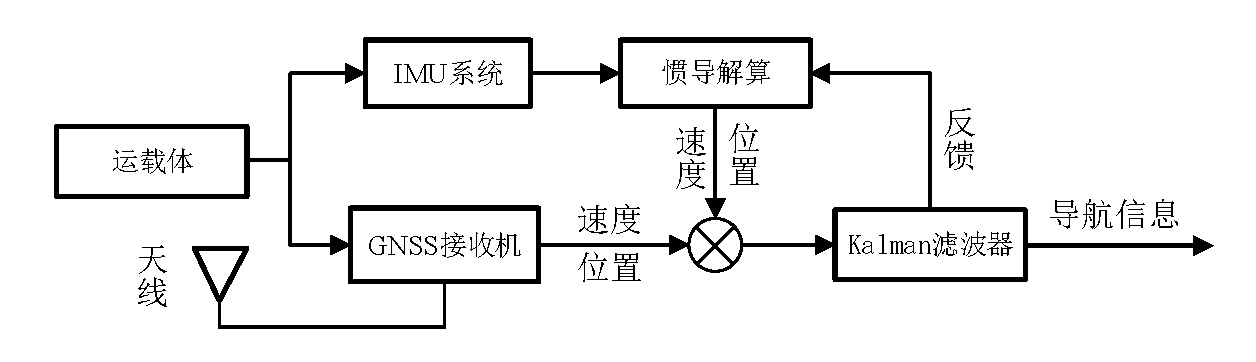 IMU系统
惯导解算
运载体
速度
位置
反馈
GNSS接收机
速度
位置
Kalman滤波器
导航信息
天线